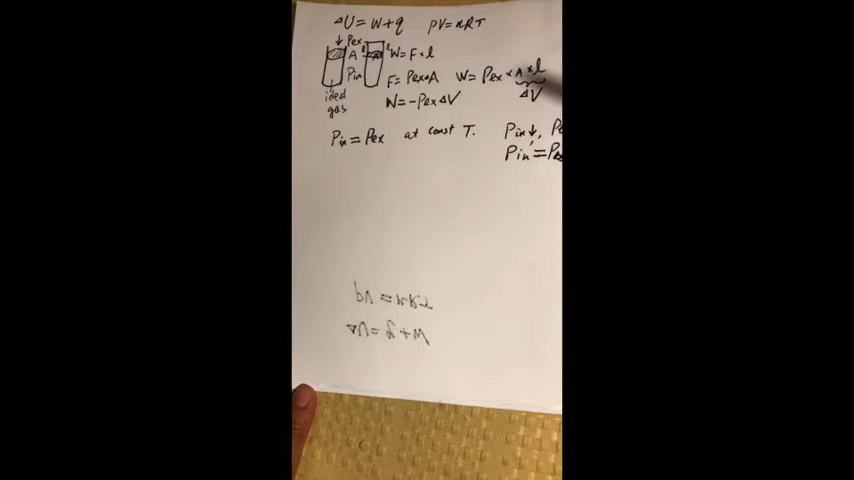 ΔU = W + q   PV = nRT
↓ Pex
A l W = F × l
Pin
F = Pex × A   W = Pex × A × l
ideal
gas
W = -Pex ΔV   ΔV
Pin = Pex at const T.   Pin↓, P
Pin = P
PV = nRT
ΔU = q + W